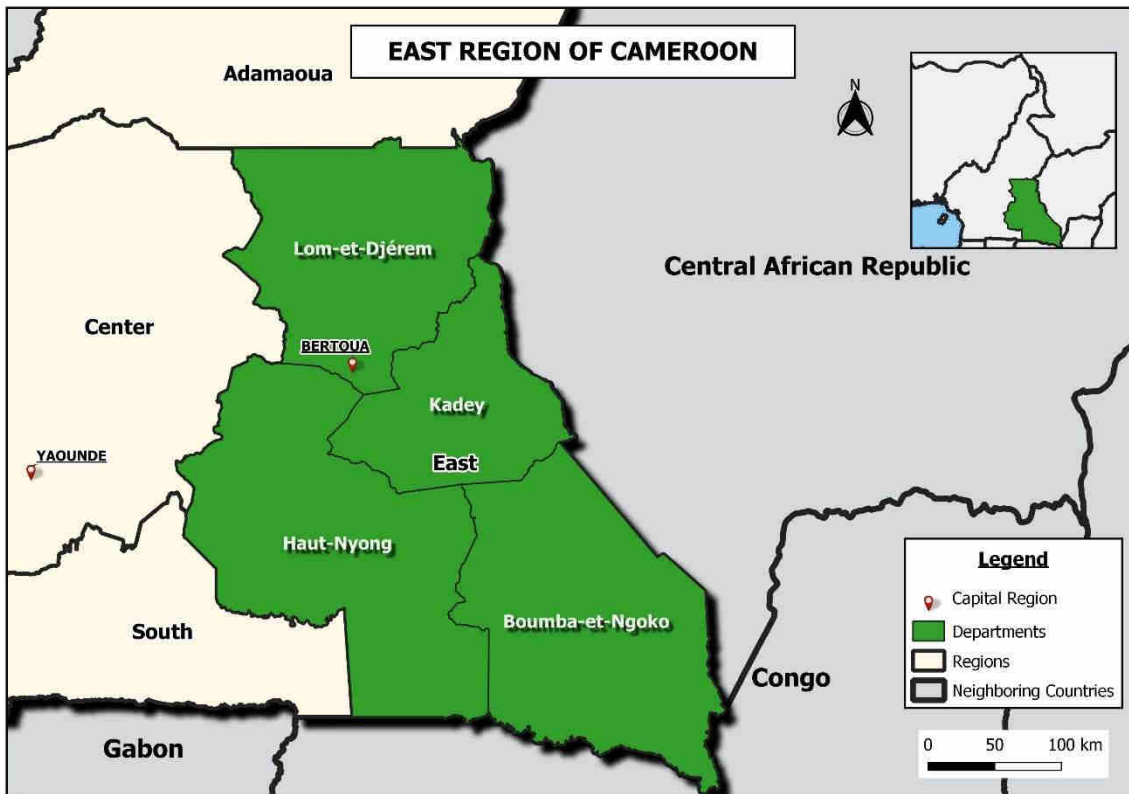 EAST REGION OF CAMEROON
Adamaoua
N
Lom-et-Djérem
Central African Republic
Center
BERTOUA
Kadey
YAOUNDE
East
Haut-Nyong
Boumba-et-Ngoko
South
Congo
Gabon
Legend
Capital Region
Departments
Regions
Neighboring Countries
0 50 100 km